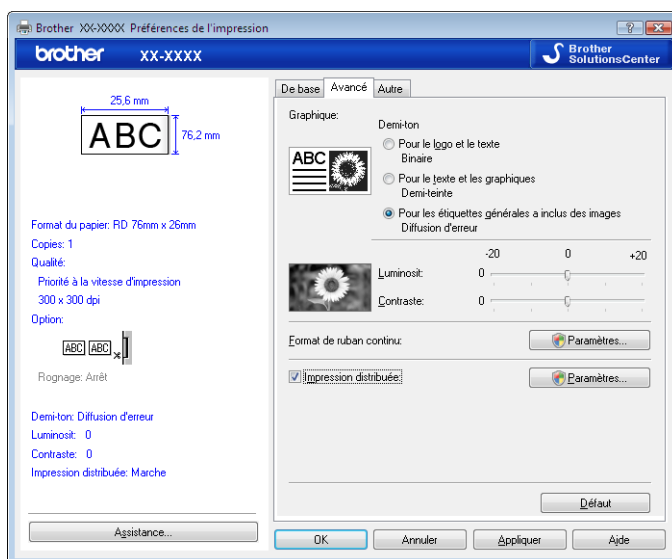 Brother XX-XXXX Préférences de l'impression
brother XX-XXXX
Brother
SolutionsCenter
25,6 mm
ABC
76,2 mm
Format du papier: RD 76mm x 26mm
Copies: 1
Qualité:
Priorité à la vitesse d'impression
300 x 300 dpi
Option:
ABC ABC
Rognage: Arrêt
Demi-ton: Diffusion d'erreur
Luminosit: 0
Contraste: 0
Impression distribuée: Marche
Assistance...
De base Avancé Autre
Graphique:
ABC
Demi-ton
Pour le logo et le texte
Binaire
Pour le texte et les graphiques
Demi-teinte
Pour les étiquettes générales a inclus des images
Diffusion d'erreur
-20 0 +20
Luminosit: 0
Contraste: 0
Format de ruban continu: Paramètres...
Impression distribuée: Paramètres...
Défaut
OK Annuler Appliquer Aide